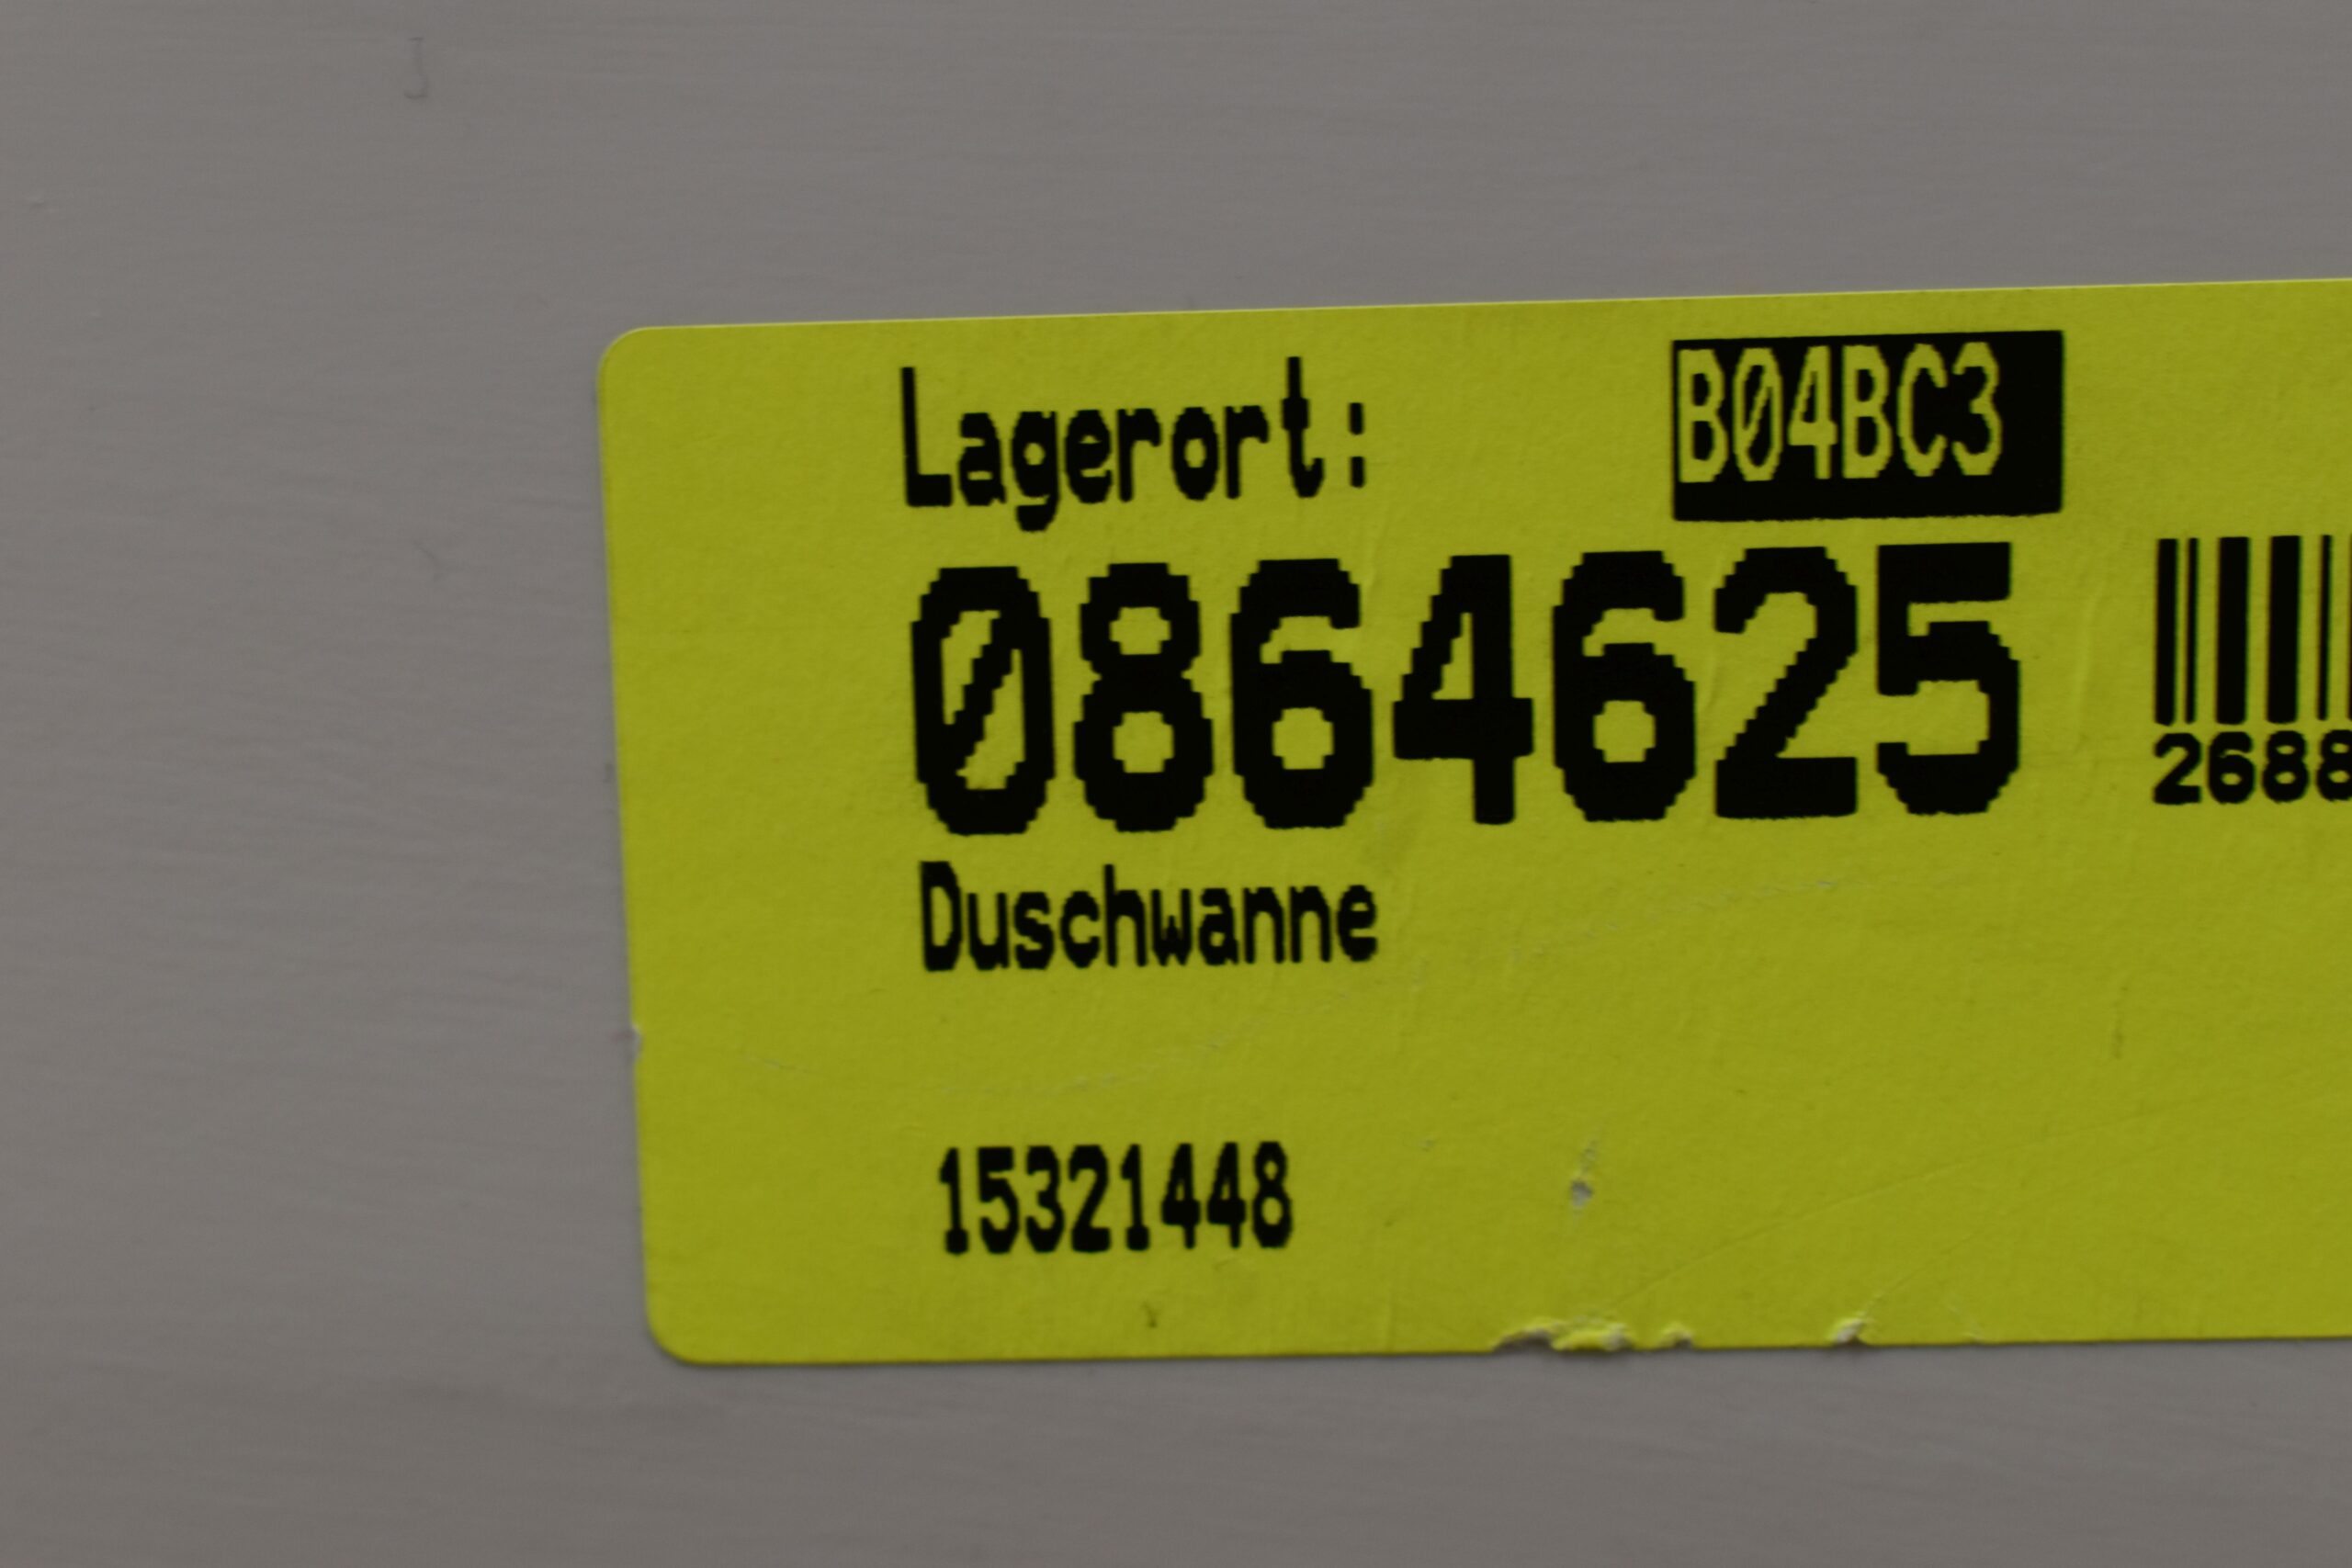 Lagerort: B04BC3
0864625
2688
Duschwanne
15321448